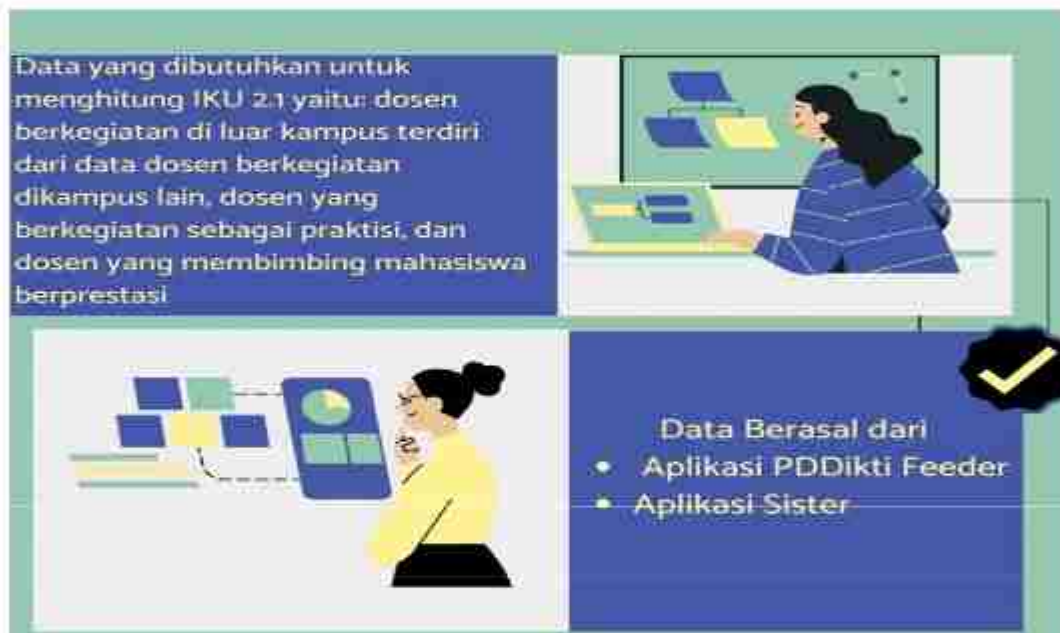 Data yang dibutuhkan untuk
menghitung IKU 2.1 yaitu: dosen
berkegiatan di luar kampus terdiri
dari data dosen berkegiatan
dikampus lain, dosen yang
berkegiatan sebagai praktisi, dan
dosen yang membimbing mahasiswa
berprestasi
Data Berasal dari
• Aplikasi PDDikti Feeder
• Aplikasi Sister